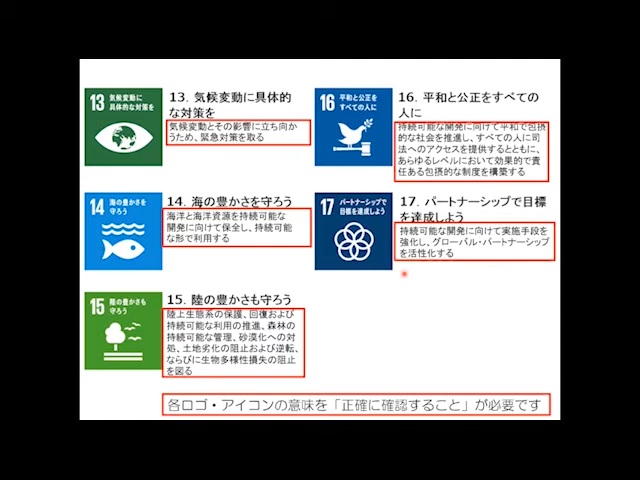 13 気候変動に
具体的な対策を
13．気候変動に具体的
な対策を
気候変動とその影響に立ち向か
うため、緊急対策を取る
14 海の豊かさを
守ろう
14．海の豊かさを守ろう
海洋と海洋資源を持続可能な
開発に向けて保全し、持続可能
な形で利用する
15 陸の豊かさも
守ろう
15．陸の豊かさも守ろう
陸上生態系の保護、回復および
持続可能な利用の推進、森林の
持続可能な管理、砂漠化への対
処、土地劣化の阻止および逆転、
ならびに生物多様性損失の阻止
を図る
16 平和と公正を
すべての人に
16．平和と公正をすべての
人に
持続可能な開発に向けて平和で包摂
的な社会を推進し、すべての人に司
法へのアクセスを提供するとともに、
あらゆるレベルにおいて効果的で責
任ある包摂的な制度を構築する
17 パートナーシップで
目標を達成しよう
17．パートナーシップで目標
を達成しよう
持続可能な開発に向けて実施手段を
強化し、グローバル・パートナーシップ
を活性化する
各ロゴ・アイコンの意味を「正確に確認すること」が必要です